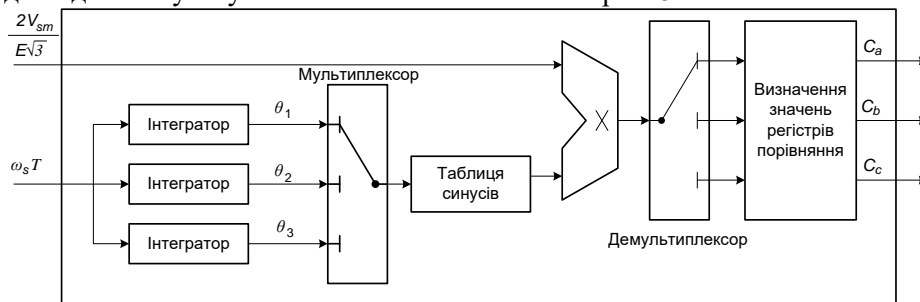 2V_sm
E√3
Мультиплексор
Інтегратор
θ₁
Інтегратор
θ₂
Інтегратор
θ₃
ω_sT
Таблиця
синусів
X
Демультиплексор
Визначення
значень
регістрів
порівняння
C_a
C_b
C_c